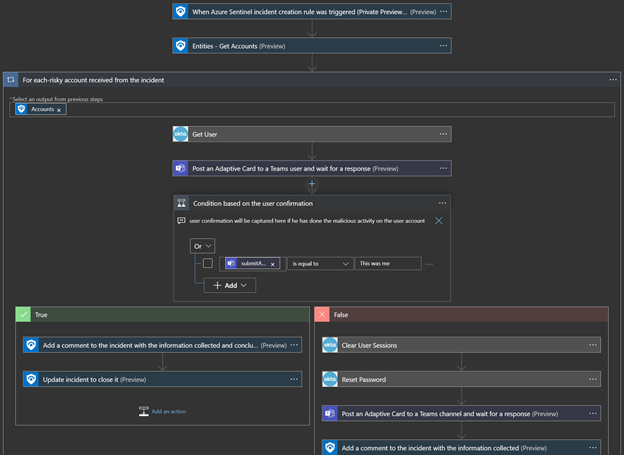 When Azure Sentinel incident creation rule was triggered (Private Preview... (Preview) ...
Entities - Get Accounts (Preview) ...
For each-risky account received from the incident ...
* Select an output from previous steps
Accounts x
okta Get User ...
Post an Adaptive Card to a Teams user and wait for a response (Preview) ...
Condition based on the user confirmation ...
user confirmation will be captured here if he has done the malicious activity on the user account
Or
submitA... x is equal to This was me ...
Add
True
False
Add a comment to the incident with the information collected and conclu... (Preview) ...
okta Clear User Sessions ...
Update incident to close it (Preview) ...
okta Reset Password ...
Add an action
Post an Adaptive Card to a Teams channel and wait for a response (Preview) ...
Add a comment to the incident with the information collected (Preview) ...